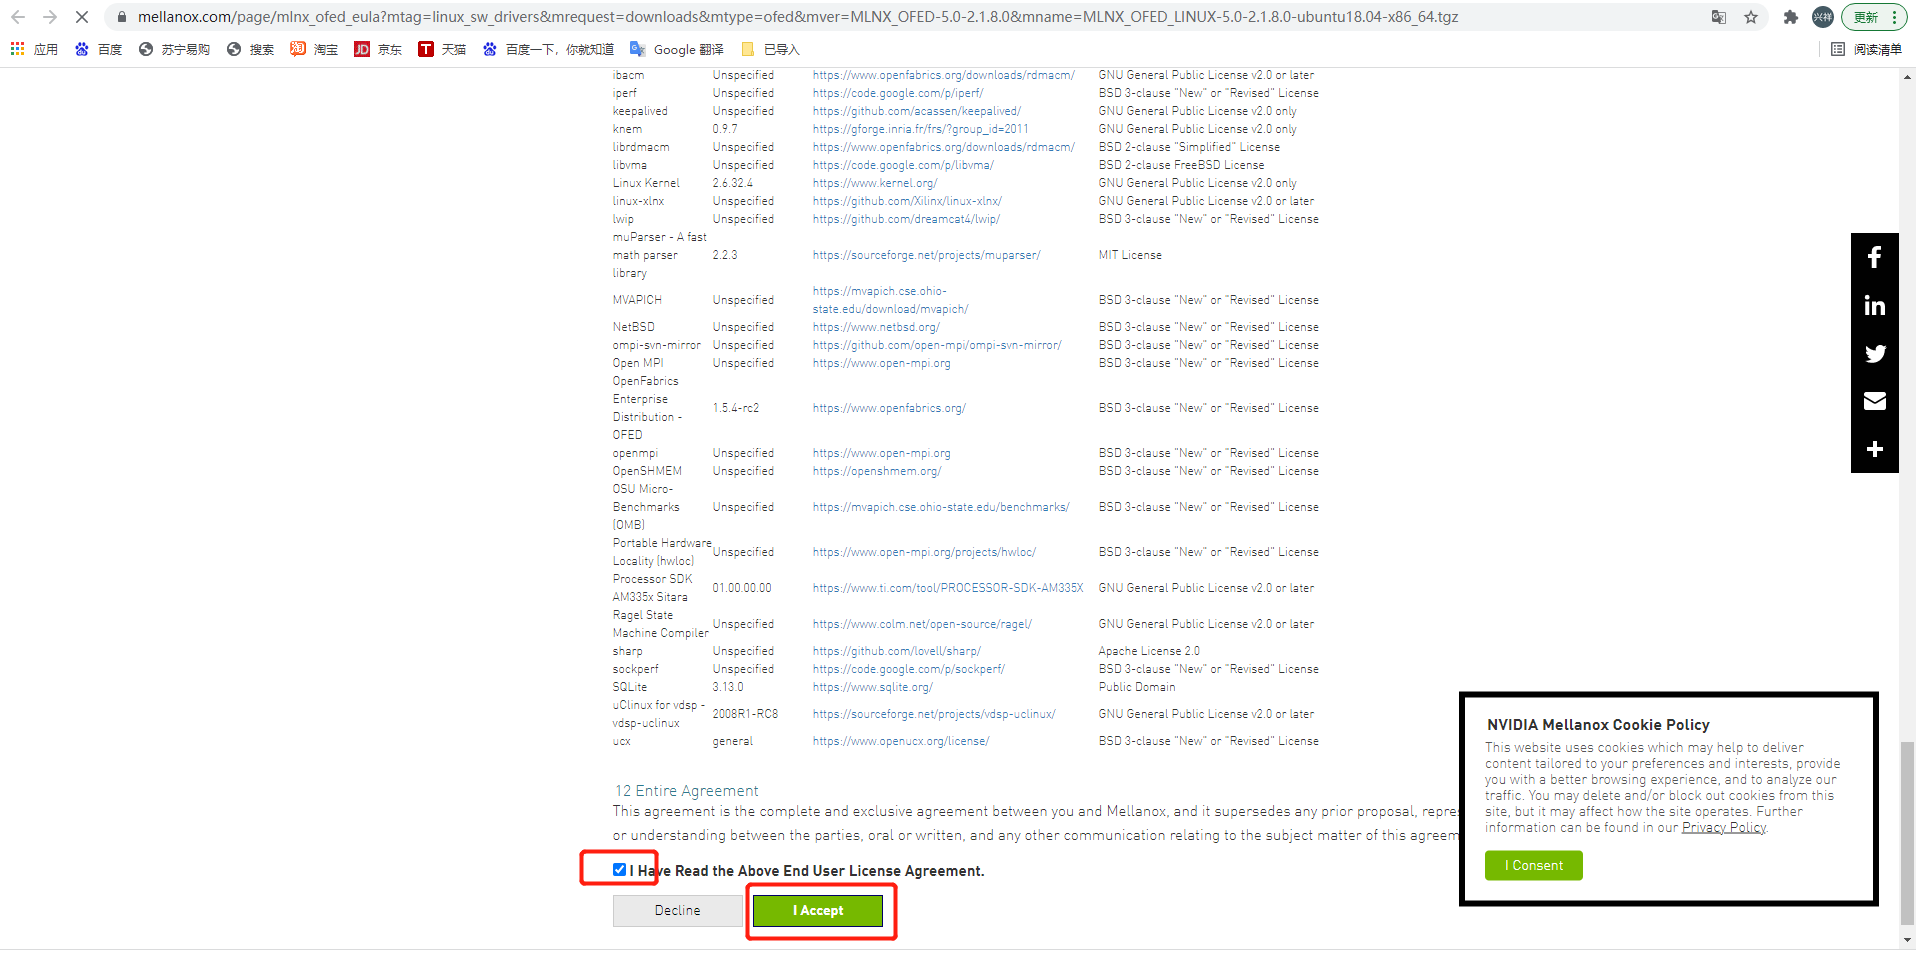 mellanox.com/page/mlnx_ofed_eula?mtag=linux_sw_drivers&mrequest=downloads&mtype=ofed&mver=MLNX_OFED-5.0-2.1.8.0&mname=MLNX_OFED_LINUX-5.0-2.1.8.0-ubuntu18.04-x86_64.tgz 兴祥 更新
应用 百度 苏宁易购 搜索 淘宝 京东 天猫 百度一下，你就知道 Google 翻译 已导入 阅读清单
ibacm Unspecified https://www.openfabrics.org/downloads/rdmacm/ GNU General Public License v2.0 or later
iperf Unspecified https://code.google.com/p/iperf/ BSD 3-clause "New" or "Revised" License
keepalived Unspecified https://github.com/acassen/keepalived/ GNU General Public License v2.0 only
knem 0.9.7 https://gforge.inria.fr/frs/?group_id=2011 GNU General Public License v2.0 only
librdmacm Unspecified https://www.openfabrics.org/downloads/rdmacm/ BSD 2-clause "Simplified" License
libvma Unspecified https://code.google.com/p/libvma/ BSD 2-clause FreeBSD License
Linux Kernel 2.6.32.4 https://www.kernel.org/ GNU General Public License v2.0 only
linux-xlnx Unspecified https://github.com/Xilinx/linux-xlnx/ GNU General Public License v2.0 or later
lwip Unspecified https://github.com/dreamcat4/lwip/ BSD 3-clause "New" or "Revised" License
muParser - A fast
math parser 2.2.3 https://sourceforge.net/projects/muparser/ MIT License
library
https://mvapich.cse.ohio-
MVAPICH Unspecified BSD 3-clause "New" or "Revised" License
state.edu/download/mvapich/
NetBSD Unspecified https://www.netbsd.org/ BSD 3-clause "New" or "Revised" License
ompi-svn-mirror Unspecified https://github.com/open-mpi/ompi-svn-mirror/ BSD 3-clause "New" or "Revised" License
Open MPI Unspecified https://www.open-mpi.org BSD 3-clause "New" or "Revised" License
OpenFabrics
Enterprise
1.5.4-rc2 https://www.openfabrics.org/ BSD 3-clause "New" or "Revised" License
Distribution -
OFED
openmpi Unspecified https://www.open-mpi.org BSD 3-clause "New" or "Revised" License
OpenSHMEM Unspecified https://openshmem.org/ BSD 3-clause "New" or "Revised" License
OSU Micro-
Benchmarks Unspecified https://mvapich.cse.ohio-state.edu/benchmarks/ BSD 3-clause "New" or "Revised" License
(OMB)
Portable Hardware
Unspecified https://www.open-mpi.org/projects/hwloc/ BSD 3-clause "New" or "Revised" License
Locality (hwloc)
Processor SDK
01.00.00.00 https://www.ti.com/tool/PROCESSOR-SDK-AM335X GNU General Public License v2.0 or later
AM335x Sitara
Ragel State
Unspecified https://www.colm.net/open-source/ragel/ GNU General Public License v2.0 or later
Machine Compiler
sharp Unspecified https://github.com/lovell/sharp/ Apache License 2.0
sockperf Unspecified https://code.google.com/p/sockperf/ BSD 3-clause "New" or "Revised" License
SQLite 3.13.0 https://www.sqlite.org/ Public Domain
uClinux for vdsp -
2008R1-RC8 https://sourceforge.net/projects/vdsp-uclinux/ GNU General Public License v2.0 or later
vdsp-uclinux
ucx general https://www.openucx.org/license/ BSD 3-clause "New" or "Revised" License
12 Entire Agreement
This agreement is the complete and exclusive agreement between you and Mellanox, and it supersedes any prior proposal, repres
or understanding between the parties, oral or written, and any other communication relating to the subject matter of this agreem
I Have Read the Above End User License Agreement.
Decline I Accept
NVIDIA Mellanox Cookie Policy
This website uses cookies which may help to deliver
content tailored to your preferences and interests, provide
you with a better browsing experience, and to analyze our
traffic. You may delete and/or block out cookies from this
site, but it may affect how the site operates. Further
information can be found in our Privacy Policy.
I Consent